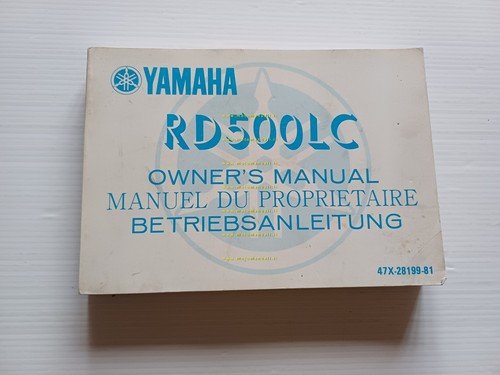 YAMAHA
RD500LC
OWNER'S MANUAL
MANUEL DU PROPRIETAIRE
BETRIEBSANLEITUNG
47X-28199-81